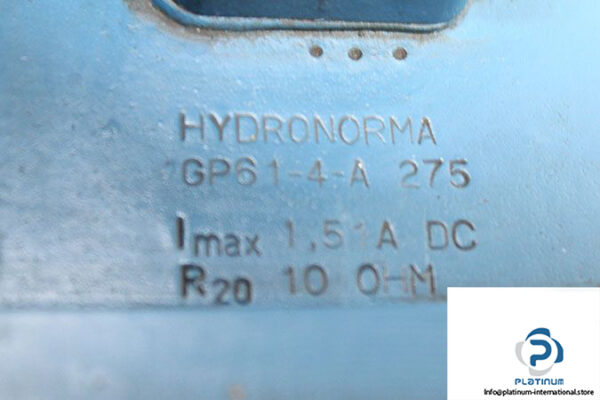 HYDRONORMA
GP61-4-A 275
Imax 1,51A DC
R20 10 OHM
PLATINUM
Info@platinum-international.store